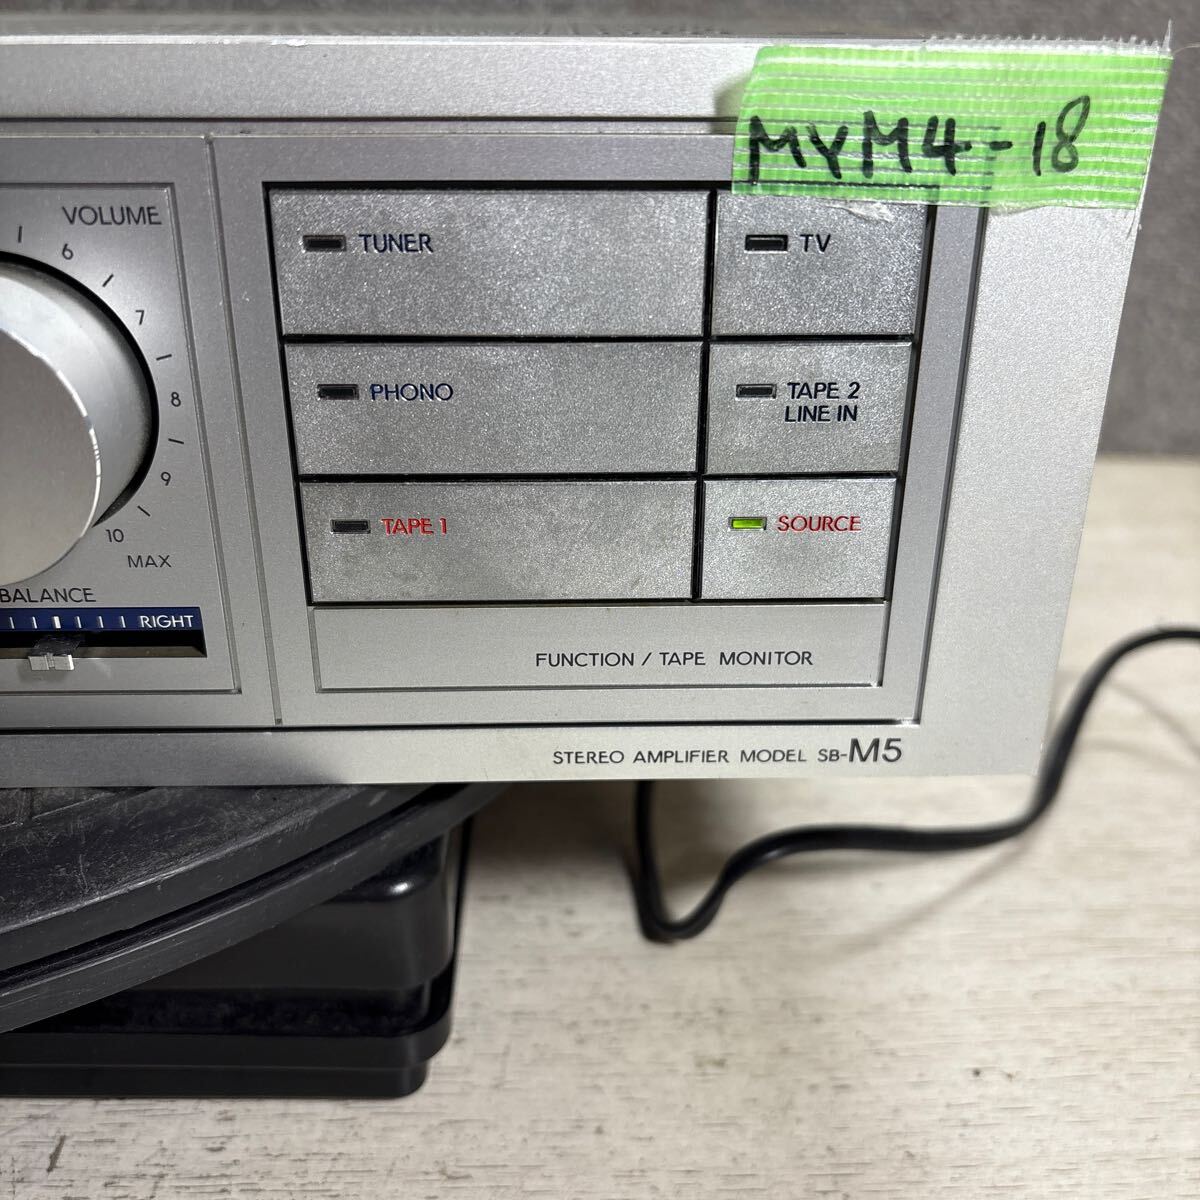 MYM4-18
VOLUME
6
7
8
9
10
MAX
BALANCE
RIGHT
TUNER
TV
PHONO
TAPE 2
LINE IN
TAPE 1
SOURCE
FUNCTION / TAPE MONITOR
STEREO AMPLIFIER MODEL SB-M5